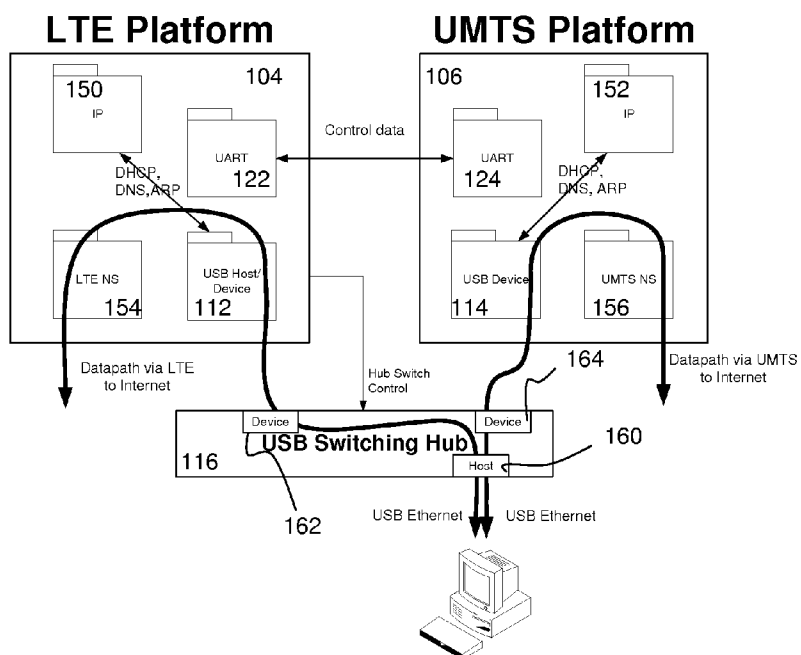 LTE Platform
UMTS Platform
150
IP
104
106
152
IP
UART
122
Control data
UART
124
DHCP,
DNS,ARP
DHCP,
DNS, ARP
LTE NS
154
USB Host/
Device
112
USB Device
114
UMTS NS
156
Datapath via LTE
to Internet
Hub Switch
Control
164
Datapath via UMTS
to Internet
Device
Device
USB Switching Hub
116
Host
160
162
USB Ethernet
USB Ethernet